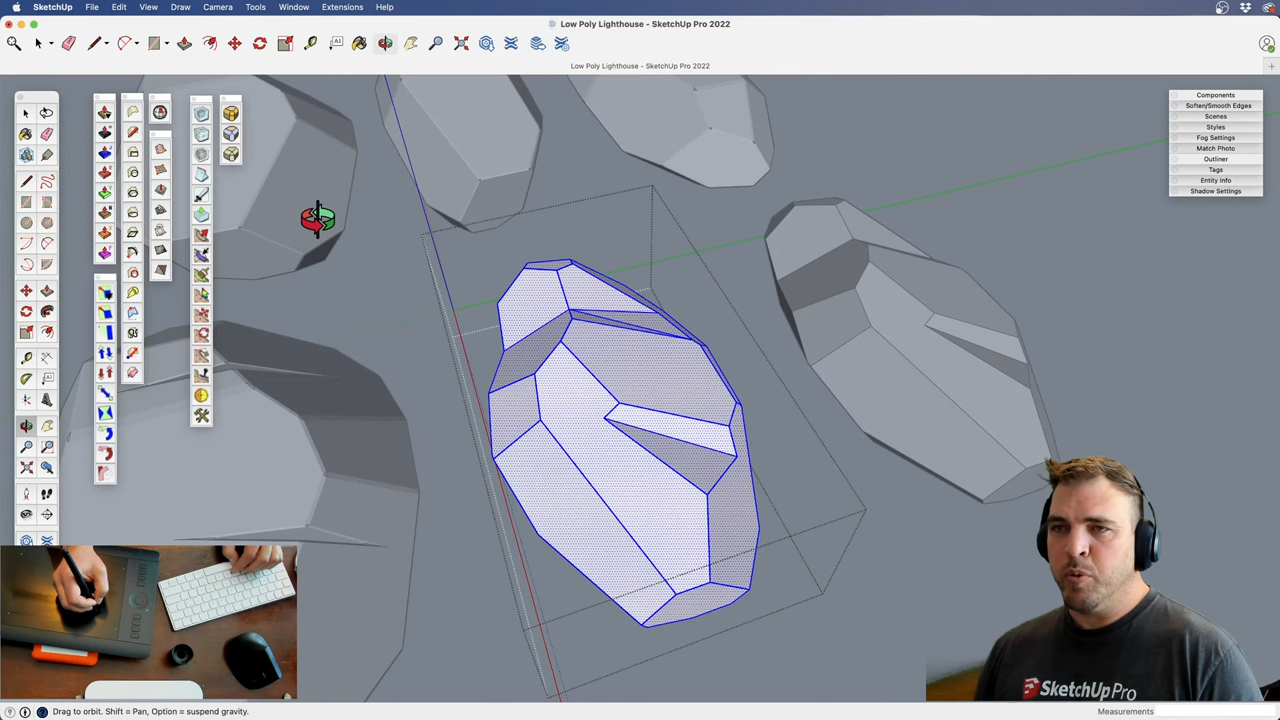 SketchUp File Edit View Draw Camera Tools Window Extensions Help
Low Poly Lighthouse - SketchUp Pro 2022
Low Poly Lighthouse - SketchUp Pro 2022
Components
Soften/Smooth Edges
Scenes
Styles
Fog Settings
Match Photo
Outliner
Tags
Entity Info
Shadow Settings
SketchUp Pro
Drag to orbit. Shift = Pan, Option = suspend gravity.
Measurements